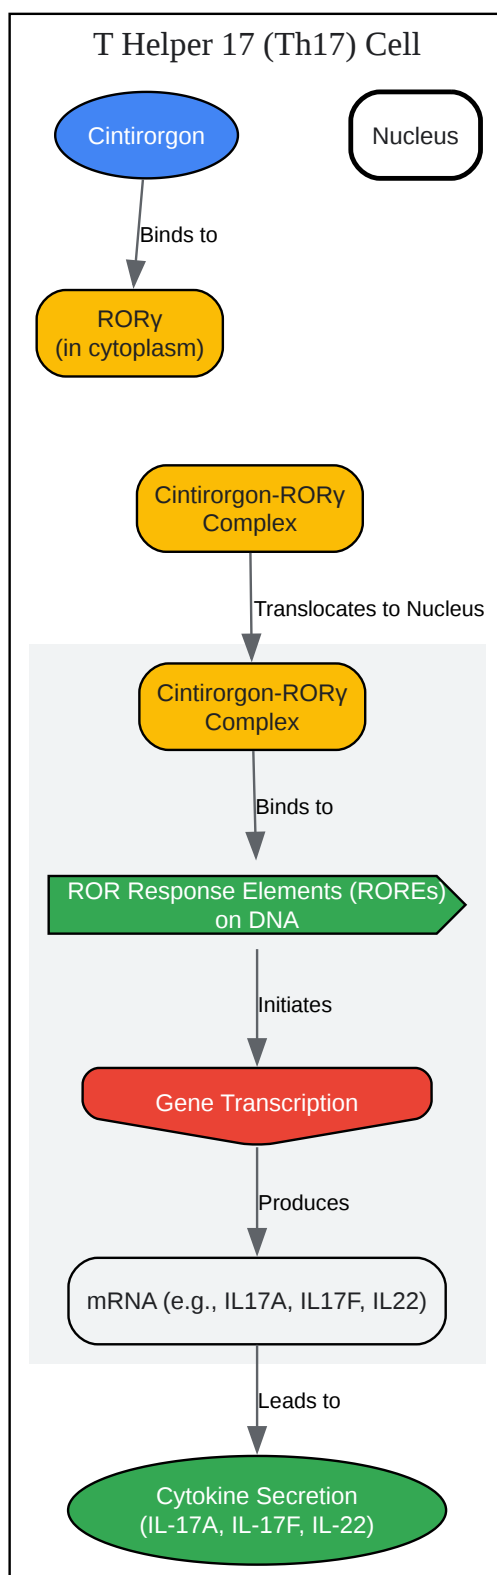 T Helper 17 (Th17) Cell
Cintirorgon
Nucleus
Binds to
RORγ
(in cytoplasm)
Cintirorgon-RORγ
Complex
Translocates to Nucleus
Cintirorgon-RORγ
Complex
Binds to
ROR Response Elements (ROREs)
on DNA
Initiates
Gene Transcription
Produces
mRNA (e.g., IL17A, IL17F, IL22)
Leads to
Cytokine Secretion
(IL-17A, IL-17F, IL-22)